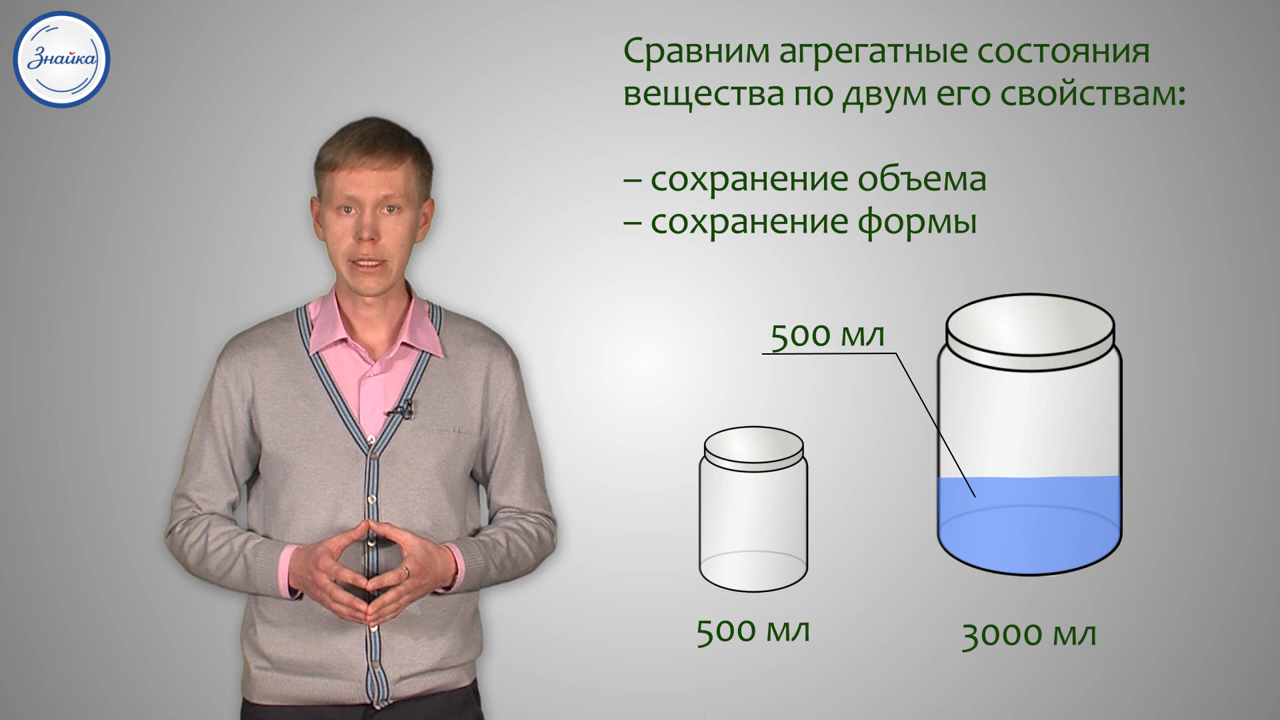 Знайка
Сравним агрегатные состояния
вещества по двум его свойствам:
– сохранение объема
– сохранение формы
500 мл
500 мл
3000 мл